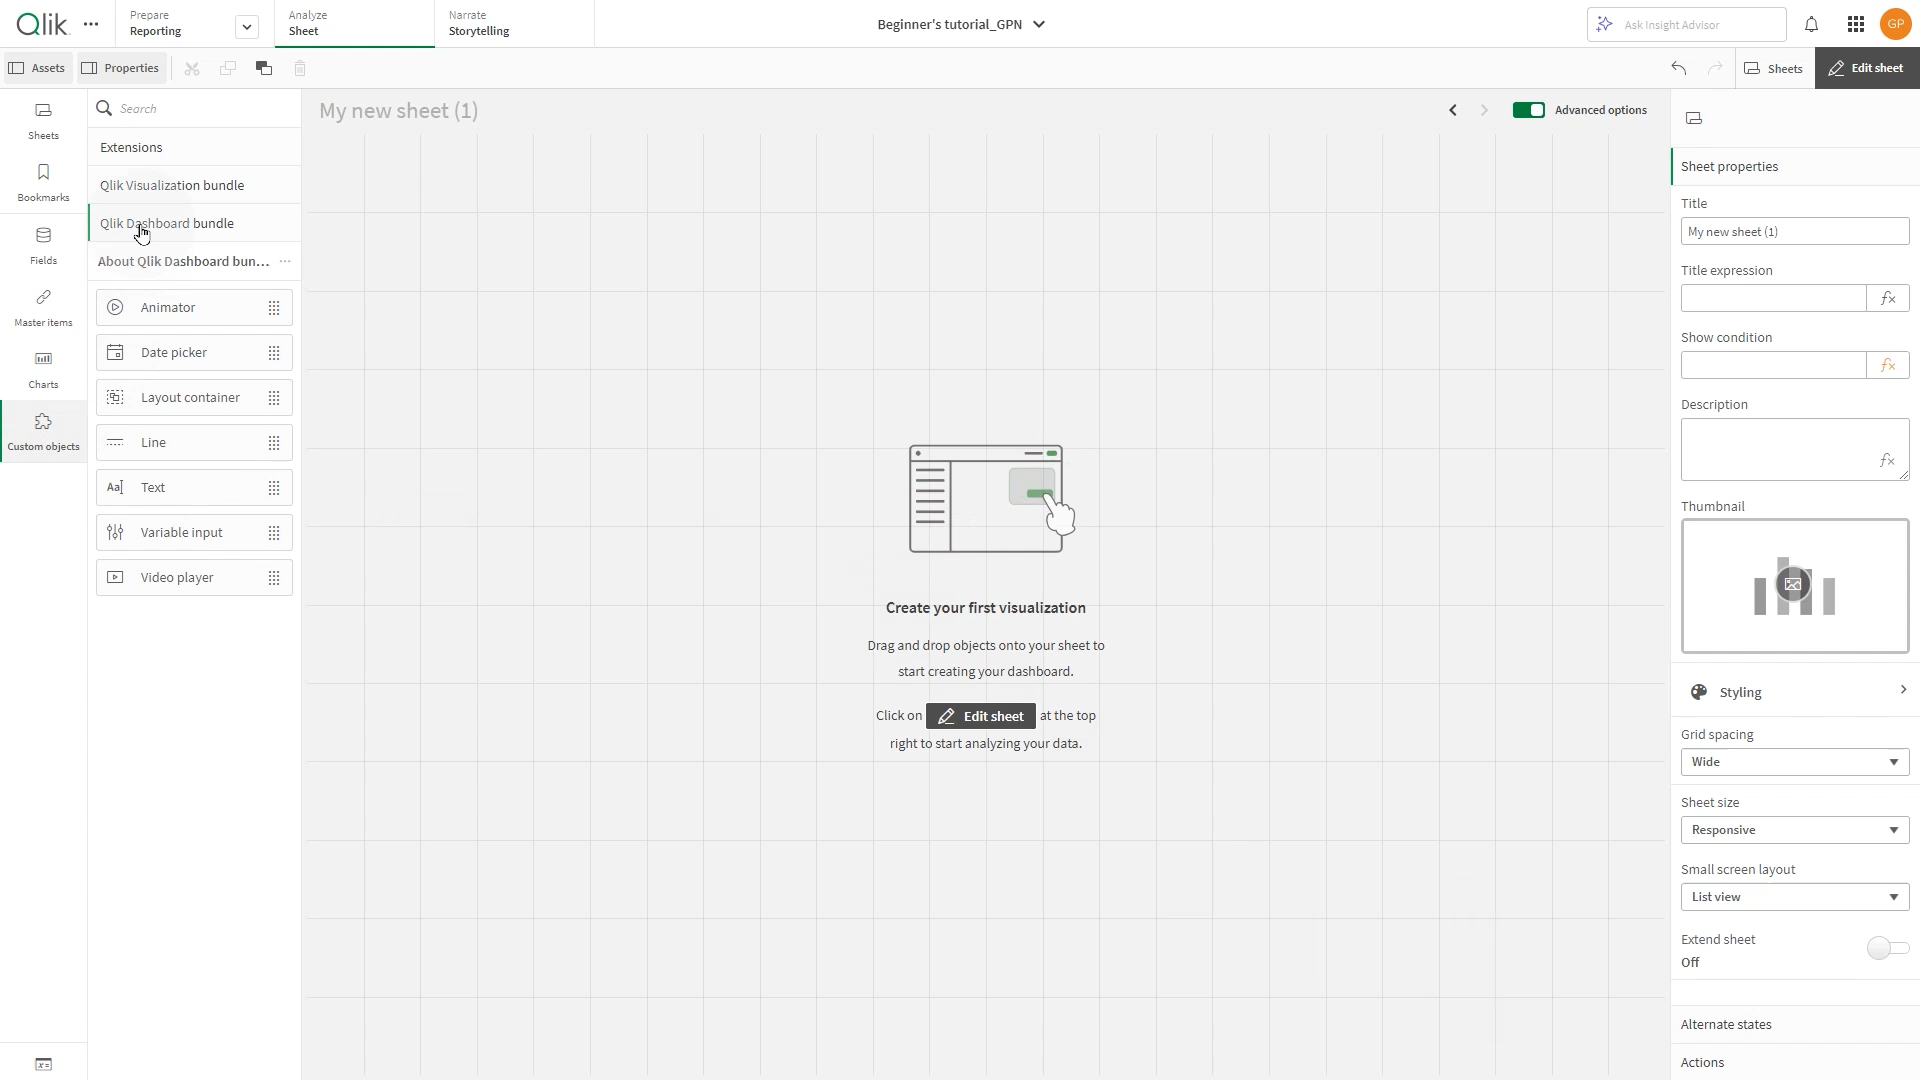 Qlik
Prepare
Reporting
Analyze
Sheet
Narrate
Storytelling
Beginner's tutorial_GPN
Ask Insight Advisor
GP
Assets
Properties
Sheets
Edit sheet
Sheets
Bookmarks
Fields
Master items
Charts
Custom objects
Search
Extensions
Qlik Visualization bundle
Qlik Dashboard bundle
About Qlik Dashboard bun...
Animator
Date picker
Layout container
Line
Aa Text
Variable input
Video player
My new sheet (1)
Advanced options
Create your first visualization
Drag and drop objects onto your sheet to
start creating your dashboard.
Click on Edit sheet at the top
right to start analyzing your data.
Sheet properties
Title
My new sheet (1)
Title expression
fx
Show condition
fx
Description
fx
Thumbnail
Styling
Grid spacing
Wide
Sheet size
Responsive
Small screen layout
List view
Extend sheet
Off
Alternate states
Actions